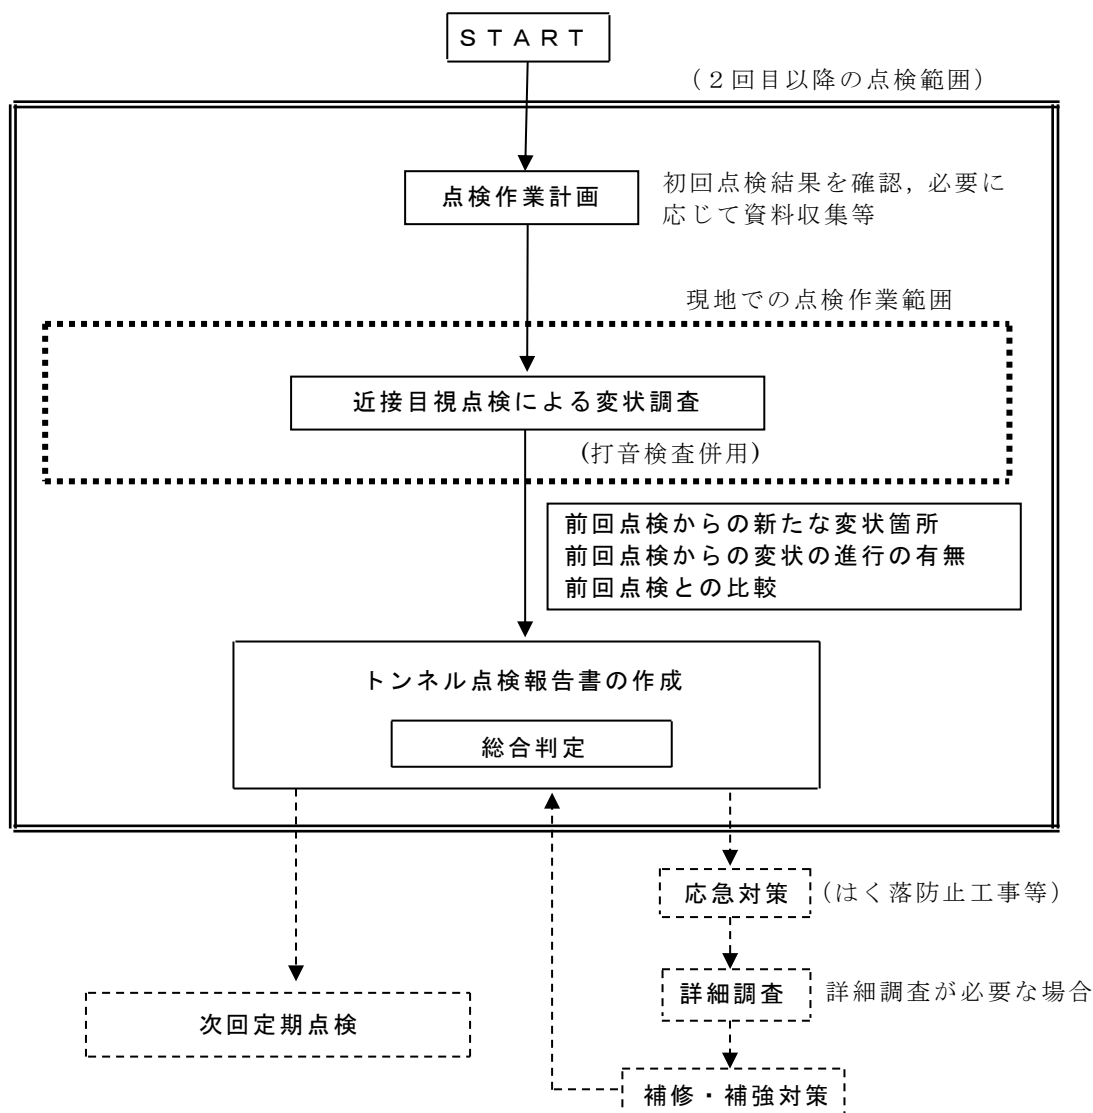 ＳＴＡＲＴ
（２回目以降の点検範囲）
点検作業計画
初回点検結果を確認，必要に
応じて資料収集等
現地での点検作業範囲
近接目視点検による変状調査
(打音検査併用)
前回点検からの新たな変状箇所
前回点検からの変状の進行の有無
前回点検との比較
トンネル点検報告書の作成
総合判定
応急対策
（はく落防止工事等）
詳細調査
詳細調査が必要な場合
次回定期点検
補修・補強対策